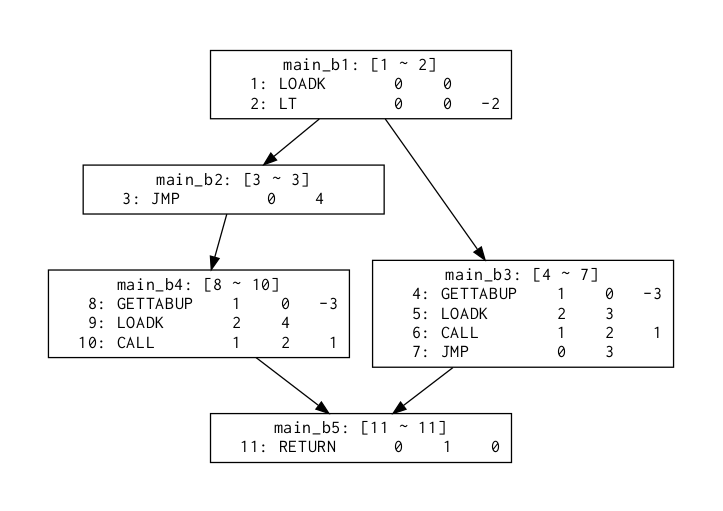 main_b1: [1 ~ 2]
1: LOADK 0 0
2: LT 0 0 -2
main_b2: [3 ~ 3]
3: JMP 0 4
main_b4: [8 ~ 10]
8: GETTABUP 1 0 -3
9: LOADK 2 4
10: CALL 1 2 1
main_b3: [4 ~ 7]
4: GETTABUP 1 0 -3
5: LOADK 2 3
6: CALL 1 2 1
7: JMP 0 3
main_b5: [11 ~ 11]
11: RETURN 0 1 0